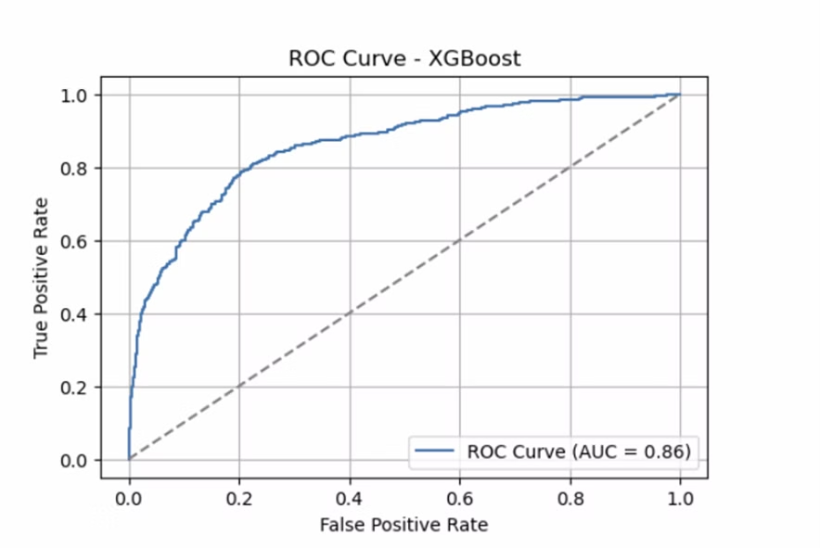 ROC Curve - XGBoost
True Positive Rate
1.0
0.8
0.6
0.4
0.2
0.0
ROC Curve (AUC = 0.86)
0.0 0.2 0.4 0.6 0.8 1.0
False Positive Rate